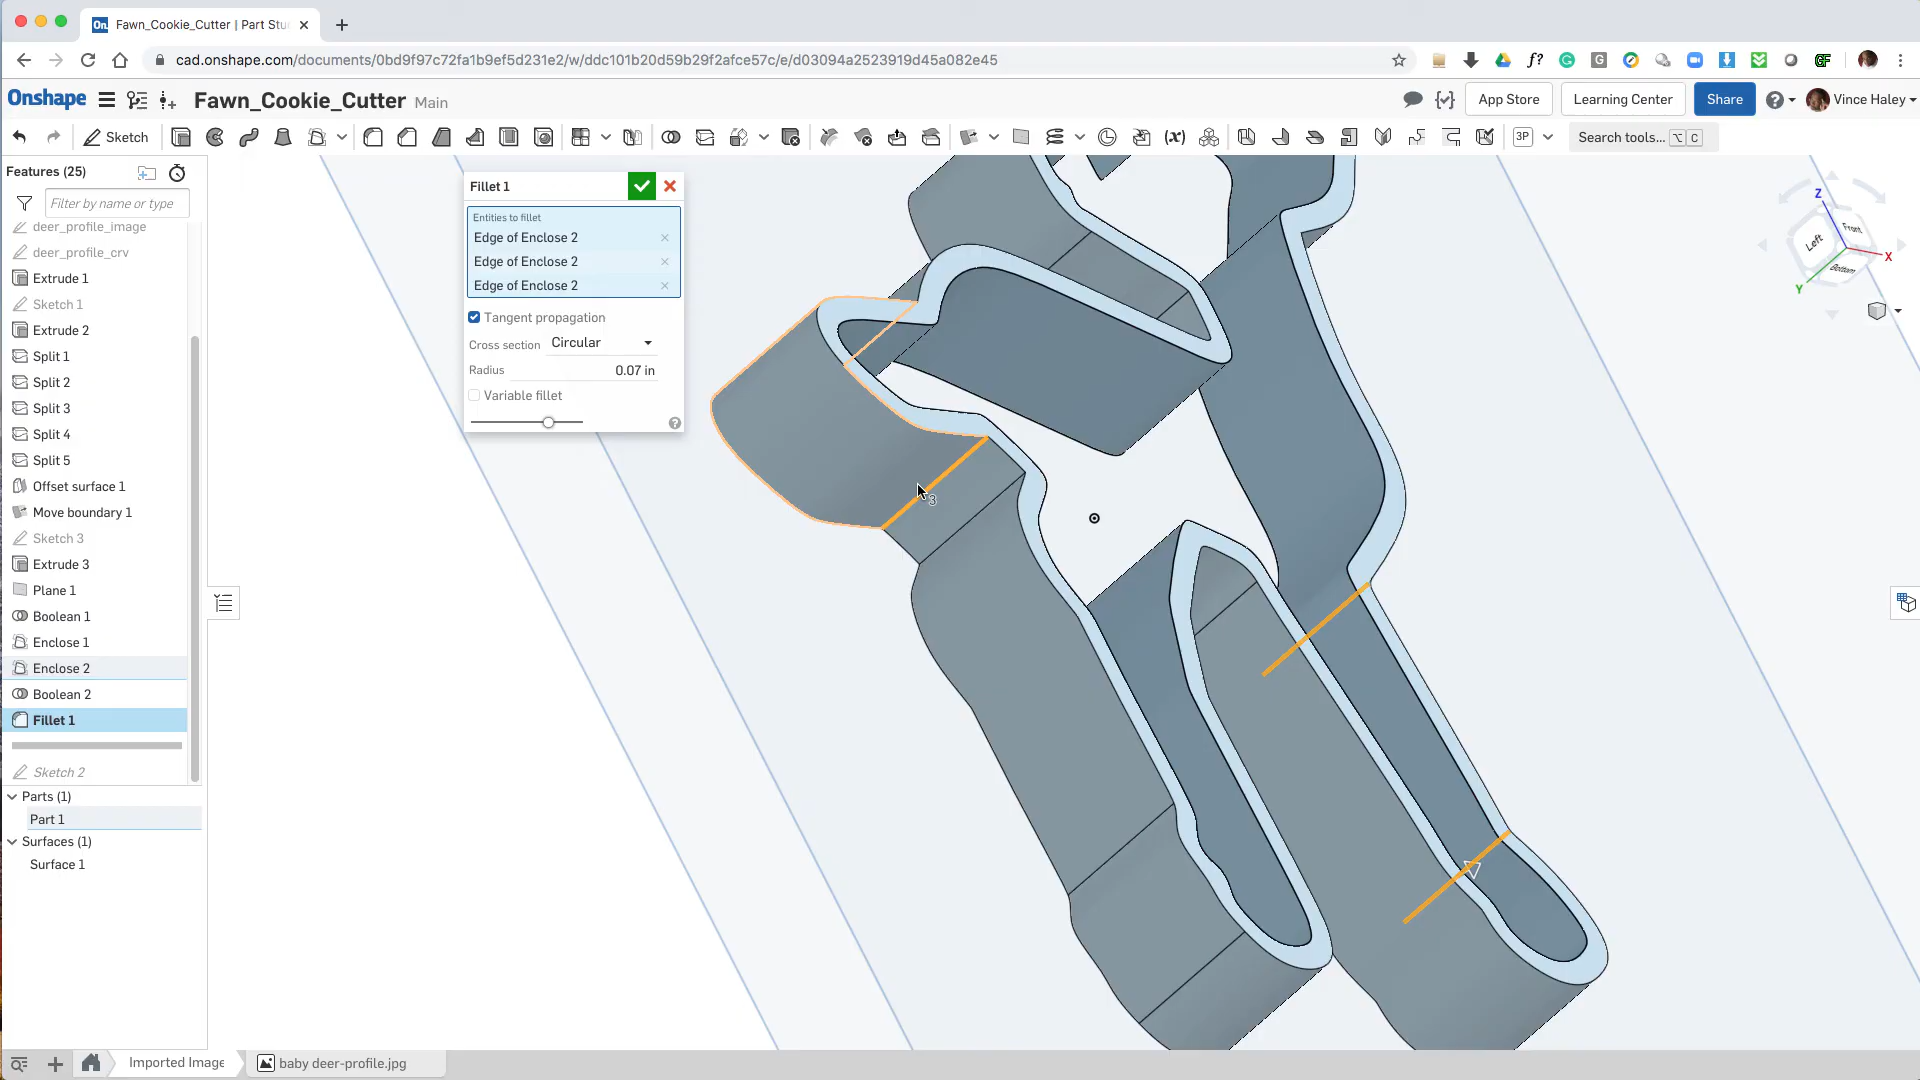 Fawn_Cookie_Cutter | Part Stu
cad.onshape.com/documents/0bd9f97c72fa1b9ef5d231e2/w/ddc101b20d59b29f2afce57c/e/d03094a2523919d45a082e45
Onshape
Fawn_Cookie_Cutter Main
App Store
Learning Center
Share
Vince Haley
Sketch
Search tools... ⌥ C
Features (25)
Filter by name or type
deer_profile_image
deer_profile_crv
Extrude 1
Sketch 1
Extrude 2
Split 1
Split 2
Split 3
Split 4
Split 5
Offset surface 1
Move boundary 1
Sketch 3
Extrude 3
Plane 1
Boolean 1
Enclose 1
Enclose 2
Boolean 2
Fillet 1
Sketch 2
Parts (1)
Part 1
Surfaces (1)
Surface 1
Fillet 1
Entities to fillet
Edge of Enclose 2
Edge of Enclose 2
Edge of Enclose 2
Tangent propagation
Cross section Circular
Radius 0.07 in
Variable fillet
3
Z
Left
Front
Bottom
X
Y
Imported Image
baby deer-profile.jpg